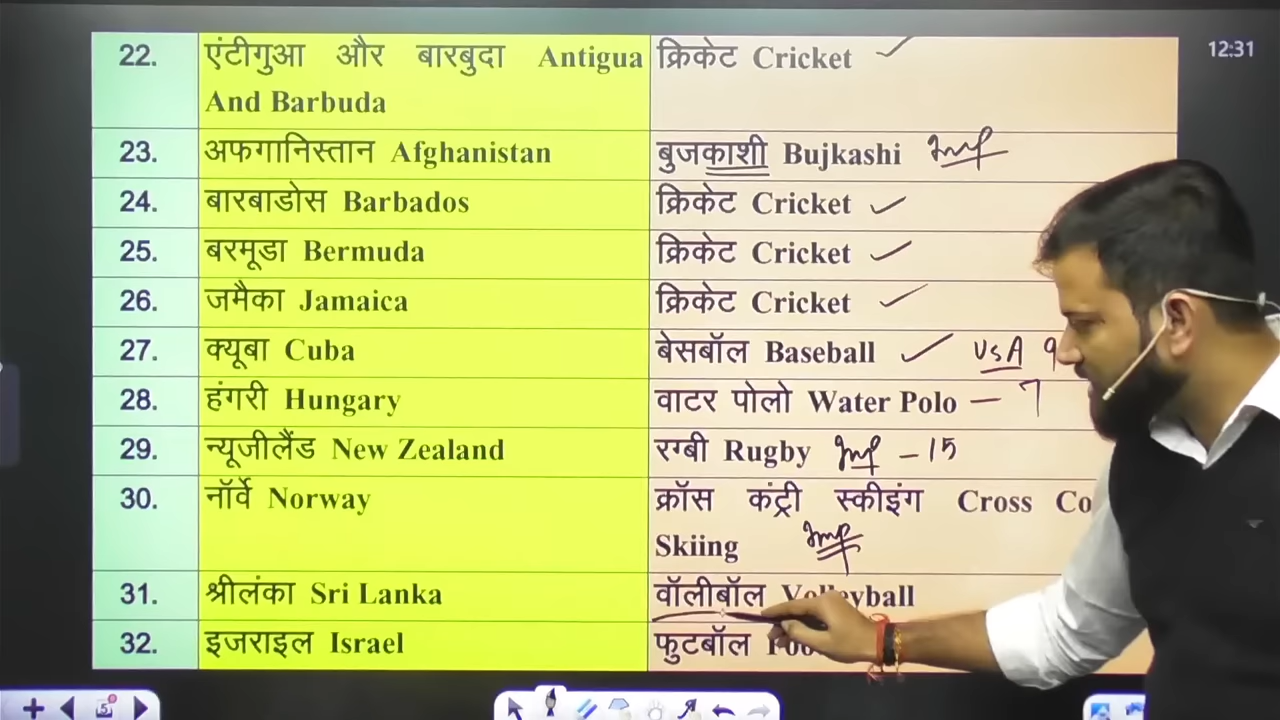 12:31
22. एंटीगुआ और बारबुदा Antigua क्रिकेट Cricket
And Barbuda
23. अफगानिस्तान Afghanistan बुजकाशी Bujkashi Imp
24. बारबाडोस Barbados क्रिकेट Cricket
25. बरमूडा Bermuda क्रिकेट Cricket
26. जमैका Jamaica क्रिकेट Cricket
27. क्यूबा Cuba बेसबॉल Baseball USA 9
28. हंगरी Hungary वाटर पोलो Water Polo – 7
29. न्यूजीलैंड New Zealand रग्बी Rugby Imp – 15
30. नॉर्वे Norway क्रॉस कंट्री स्कीइंग Cross Co
Skiing Imp
31. श्रीलंका Sri Lanka वॉलीबॉल Volleyball
32. इजराइल Israel फुटबॉल